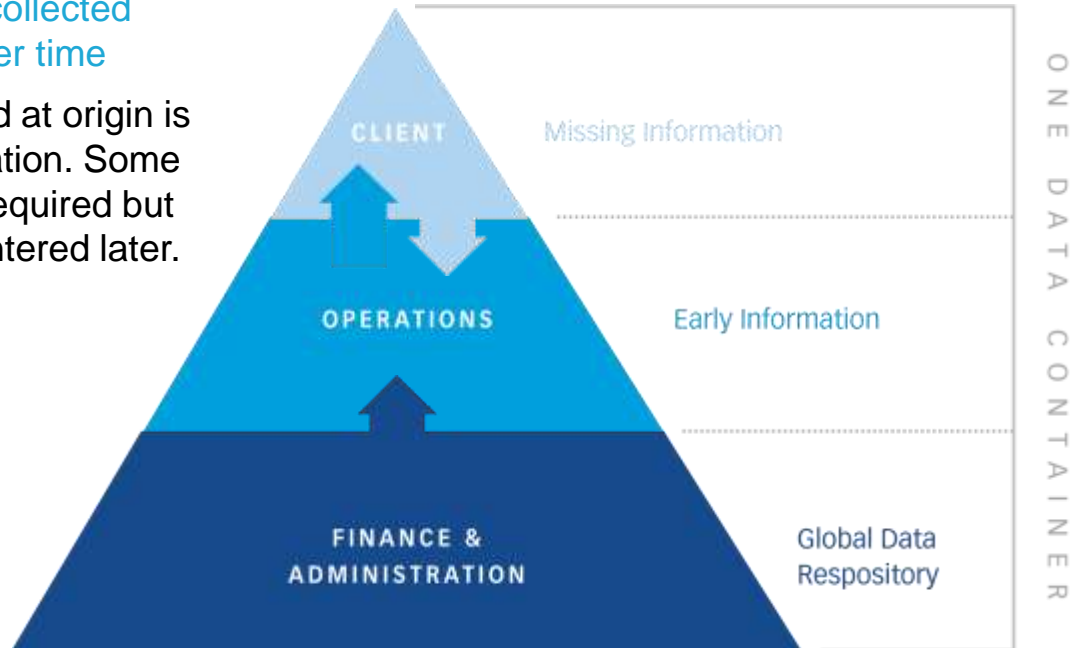 collected
er time
d at origin is
ation. Some
equired but
ntered later.
CLIENT
Missing Information
OPERATIONS
Early Information
FINANCE &
ADMINISTRATION
Global Data
Respository
ONE DATA CONTAINER